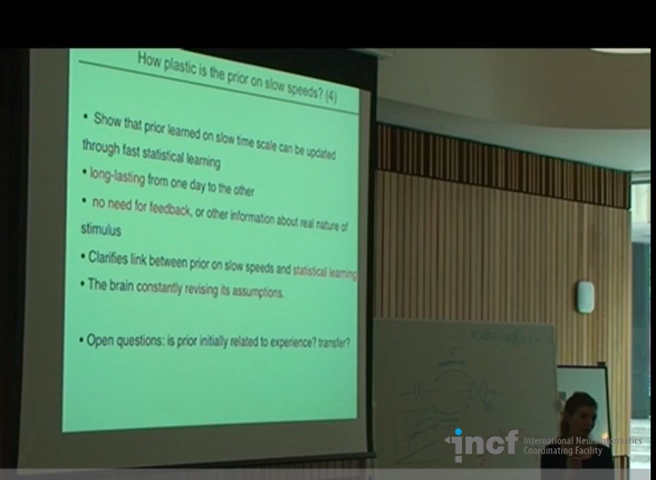 How plastic is the prior on slow speeds? (4)
• Show that prior learned on slow time scale can be updated
through fast statistical learning
• long-lasting from one day to the other
• no need for feedback, or other information about real nature of
stimulus
• Clarifies link between prior on slow speeds and statistical learning
• The brain constantly revising its assumptions.
• Open questions: is prior initially related to experience? transfer?
incf International Neuroinformatics
Coordinating Facility